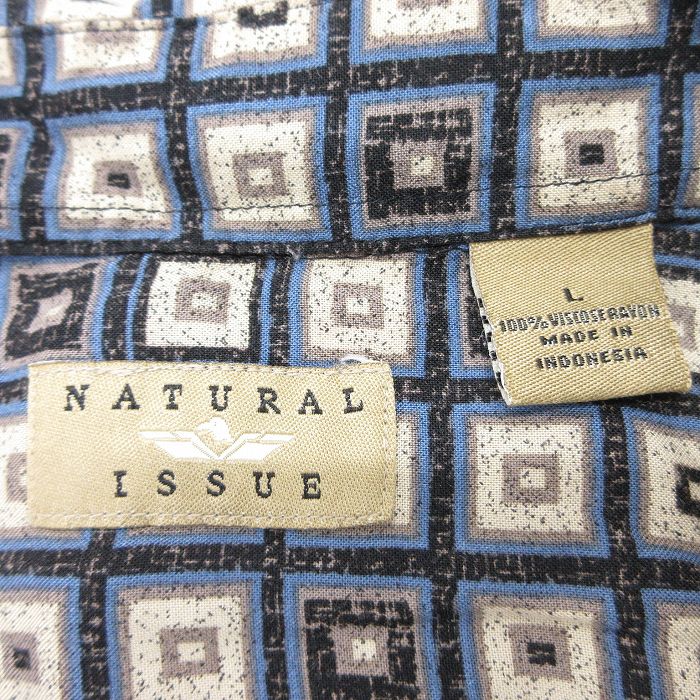 NATURAL
ISSUE
L
100% VISCOSE RAYON
MADE IN
INDONESIA